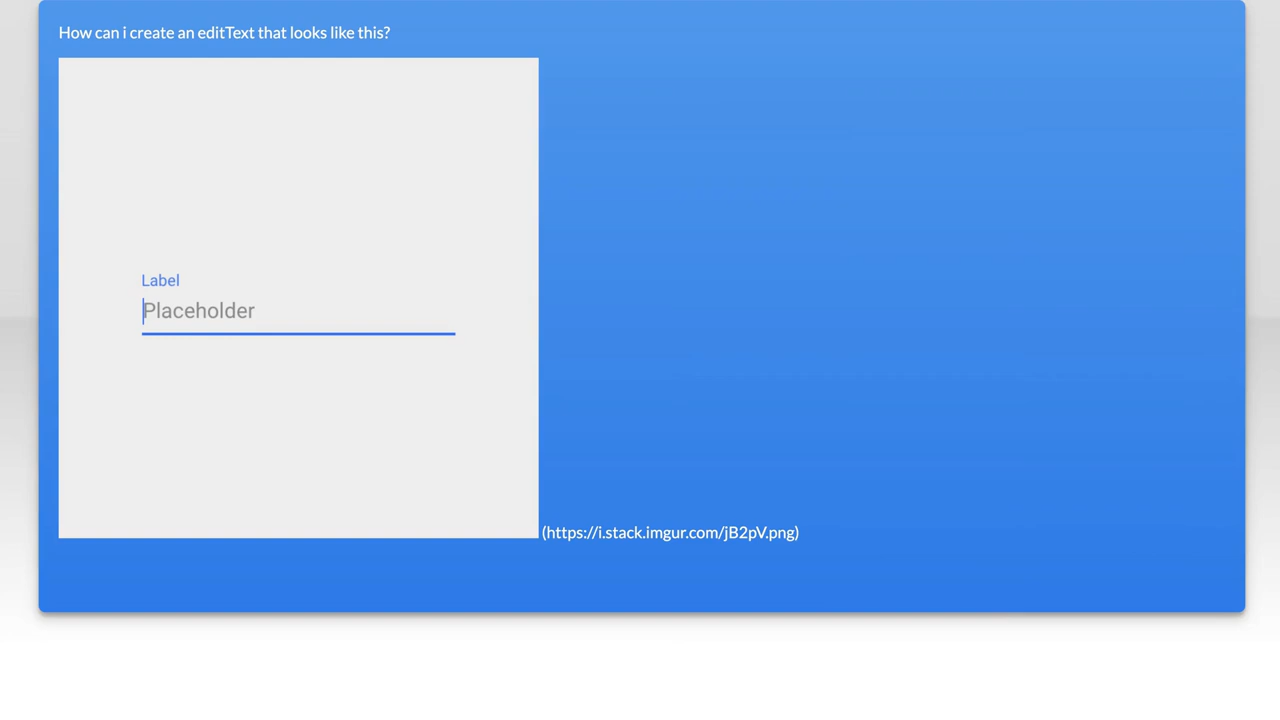 How can i create an editText that looks like this?
Label
Placeholder
(https://i.stack.imgur.com/jB2pV.png)